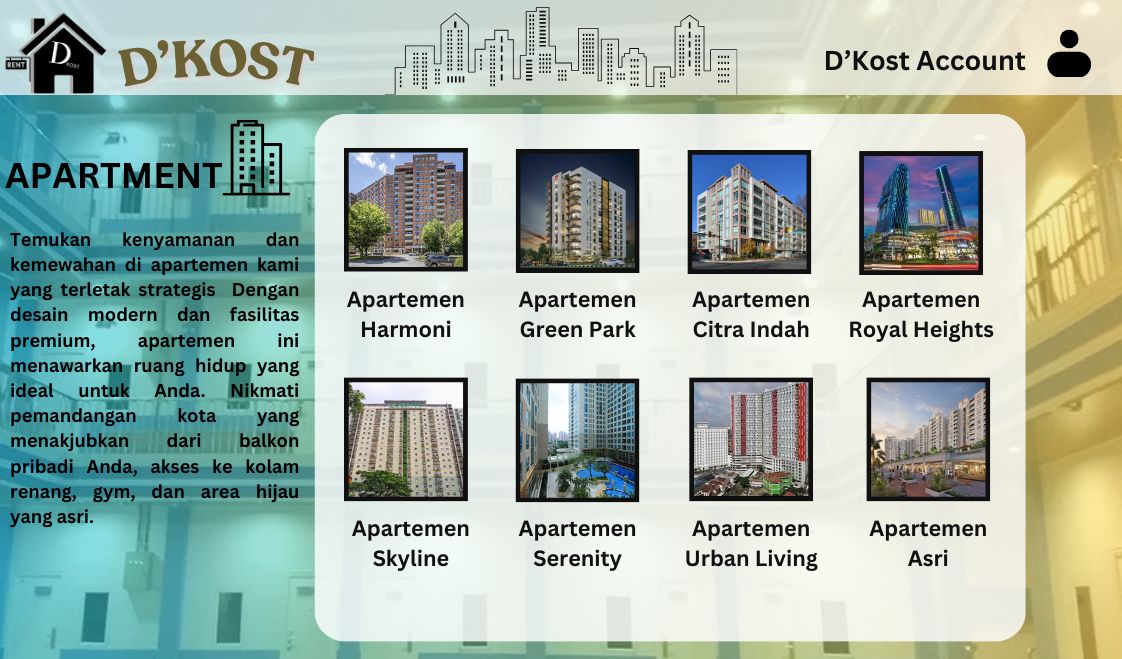 RENT
D
KOST
D'KOST
D'Kost Account
APARTMENT
Temukan kenyamanan dan
kemewahan di apartemen kami
yang terletak strategis Dengan
desain modern dan fasilitas
premium, apartemen ini
menawarkan ruang hidup yang
ideal untuk Anda. Nikmati
pemandangan kota yang
menakjubkan dari balkon
pribadi Anda, akses ke kolam
renang, gym, dan area hijau
yang asri.
Apartemen
Harmoni
Apartemen
Green Park
Apartemen
Citra Indah
Apartemen
Royal Heights
Apartemen
Skyline
Apartemen
Serenity
Apartemen
Urban Living
Apartemen
Asri